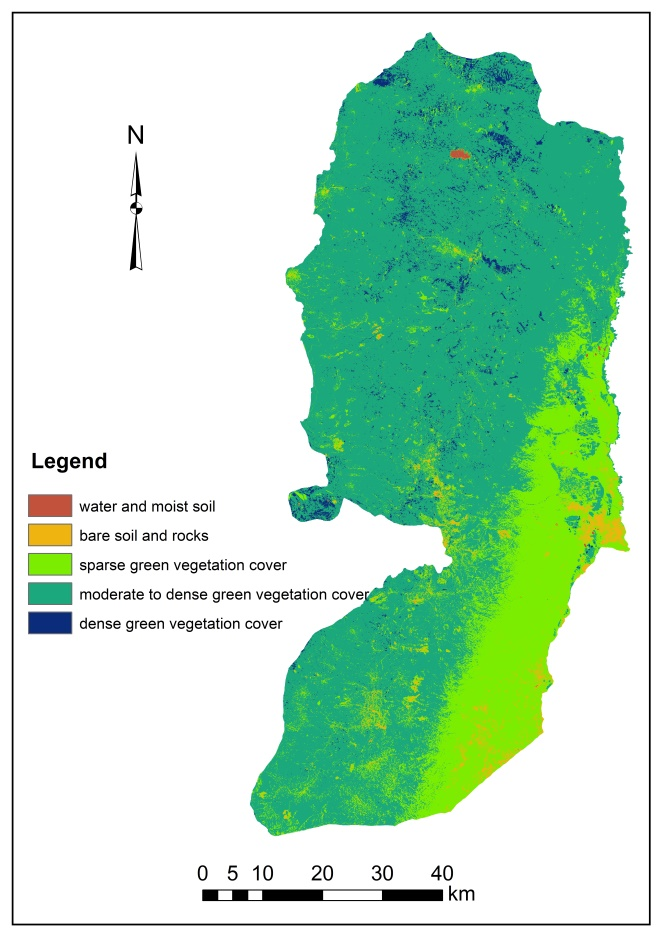 N
Legend
water and moist soil
bare soil and rocks
sparse green vegetation cover
moderate to dense green vegetation cover
dense green vegetation cover
0 5 10 20 30 40
km